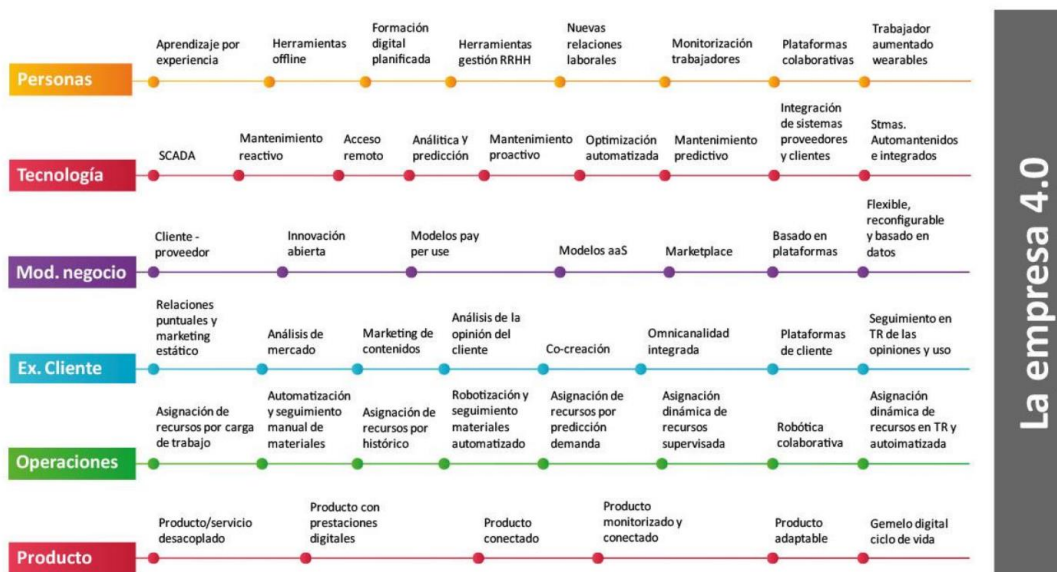 Personas
Aprendizaje por
experiencia
Herramientas
offline
Formación
digital
planificada
Herramientas
gestión RRHH
Nuevas
relaciones
laborales
Monitorización
trabajadores
Plataformas
colaborativas
Trabajador
aumentado
wearables
Tecnología
SCADA
Mantenimiento
reactivo
Acceso
remoto
Análitica y
predicción
Mantenimiento
proactivo
Optimización
automatizada
Mantenimiento
predictivo
Integración
de sistemas
proveedores
y clientes
Stmas.
Automantenidos
e integrados
Mod. negocio
Cliente -
proveedor
Innovación
abierta
Modelos pay
per use
Modelos aaS
Marketplace
Basado en
plataformas
Flexible,
reconfigurable
y basado en
datos
Ex. Cliente
Relaciones
puntuales y
marketing
estático
Análisis de
mercado
Marketing de
contenidos
Análisis de la
opinión del
cliente
Co-creación
Omnicanalidad
integrada
Plataformas
de cliente
Seguimiento en
TR de las
opiniones y uso
Operaciones
Asignación de
recursos por carga
de trabajo
Automatización
y seguimiento
manual de
materiales
Asignación de
recursos por
histórico
Robotización y
seguimiento
materiales
automatizado
Asignación de
recursos por
predicción
demanda
Asignación
dinámica de
recursos
supervisada
Robótica
colaborativa
Asignación
dinámica de
recursos en TR y
autoimatizada
Producto
Producto/servicio
desacoplado
Producto con
prestaciones
digitales
Producto
conectado
Producto
monitorizado y
conectado
Producto
adaptable
Gemelo digital
ciclo de vida
La empresa 4.0